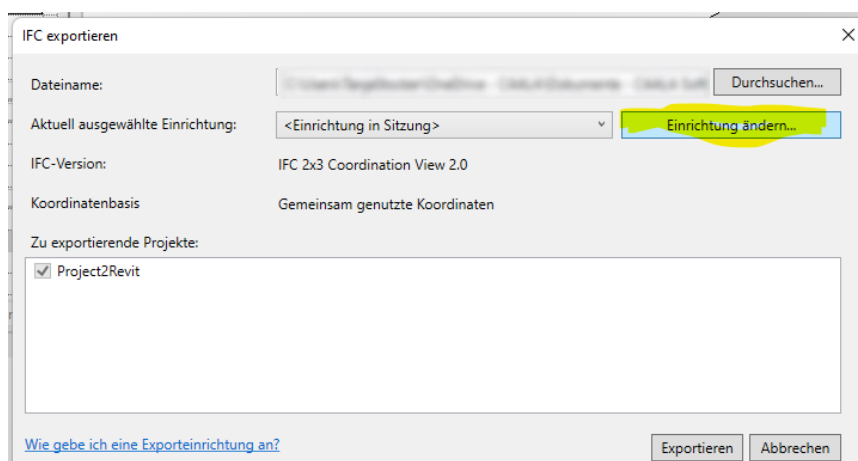 IFC exportieren
Dateiname:
Durchsuchen...
Aktuell ausgewählte Einrichtung: <Einrichtung in Sitzung> Einrichtung ändern...
IFC-Version: IFC 2x3 Coordination View 2.0
Koordinatenbasis Gemeinsam genutzte Koordinaten
Zu exportierende Projekte:
Project2Revit
Wie gebe ich eine Exporteinrichtung an?
Exportieren Abbrechen